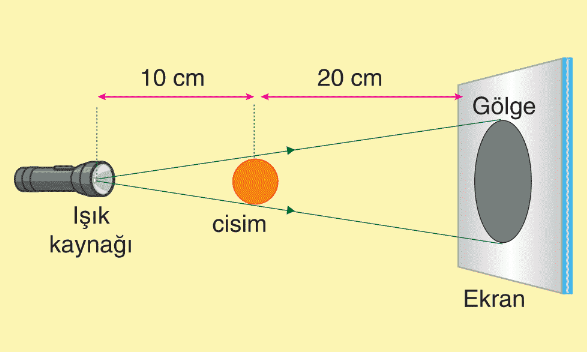 10 cm
20 cm
Gölge
Işık
kaynağı
cisim
Ekran